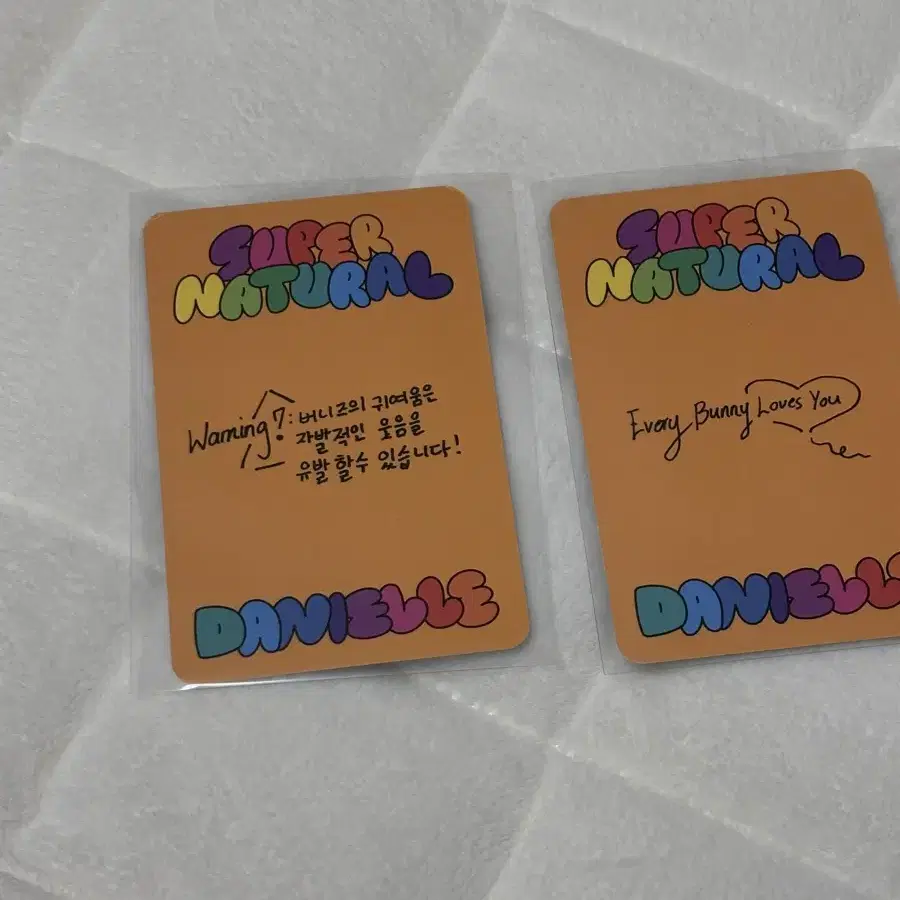 SUPER
NATURAL
Warning?: 버니즈의 귀여움은
자발적인 웃음을
유발할수 있습니다!
DANIELLE
SUPER
NATURAL
Every Bunny Loves You
DANIELLE